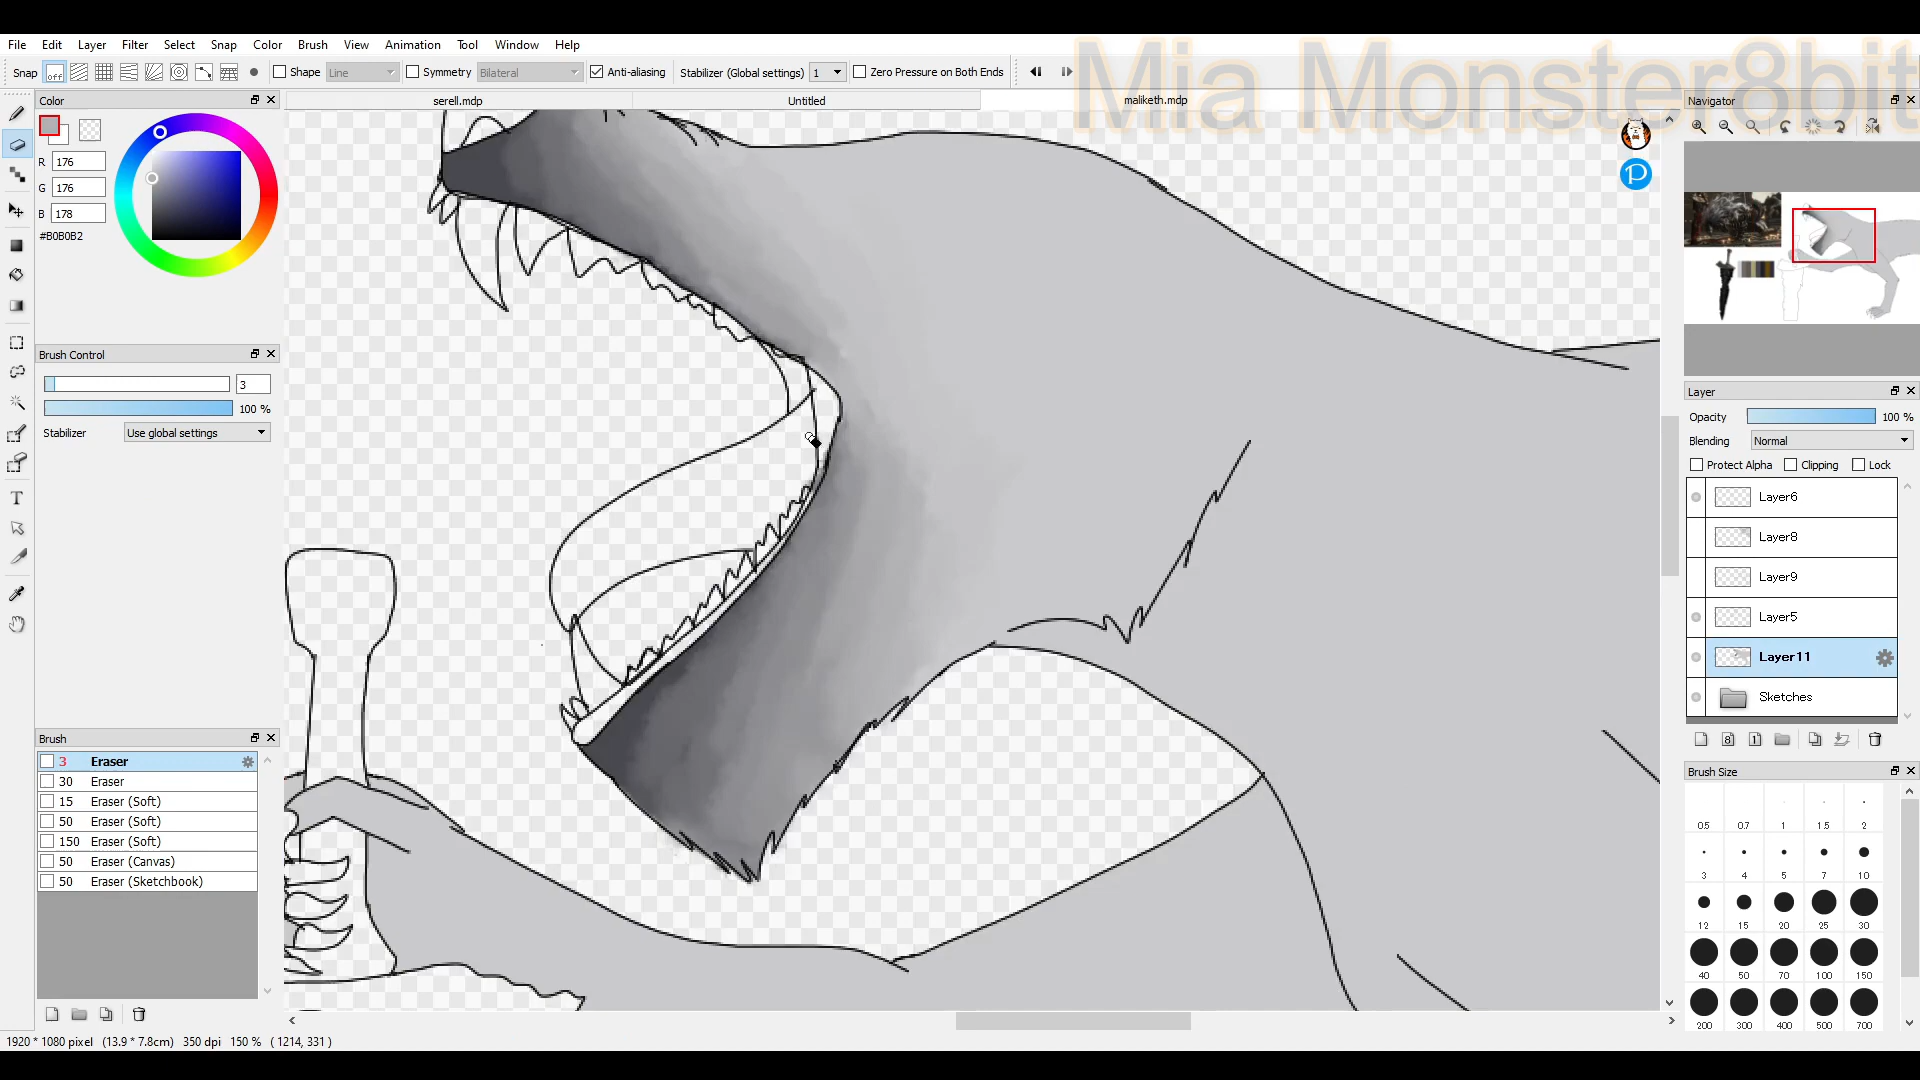 Mia Monster8bit
File Edit Layer Filter Select Snap Color Brush View Animation Tool Window Help
Snap off Shape Line Symmetry Bilateral Anti-aliasing Stabilizer (Global settings) 1 Zero Pressure on Both Ends
Color
serell.mdp Untitled maliketh.mdp
Navigator
R 176
G 176
B 178
#B0B0B2
Brush Control
3
100 %
Stabilizer Use global settings
Layer
Opacity 100 %
Blending Normal
Protect Alpha Clipping Lock
Layer6
Layer8
Layer9
Layer5
Layer11
Sketches
8 1
T
P
Brush
3 Eraser
30 Eraser
15 Eraser (Soft)
50 Eraser (Soft)
150 Eraser (Soft)
50 Eraser (Canvas)
50 Eraser (Sketchbook)
Brush Size
0.5 0.7 1 1.5 2
3 4 5 7 10
12 15 20 25 30
40 50 70 100 150
200 300 400 500 700
1920 * 1080 pixel (13.9 * 7.8cm) 350 dpi 150 % ( 1214, 331 )